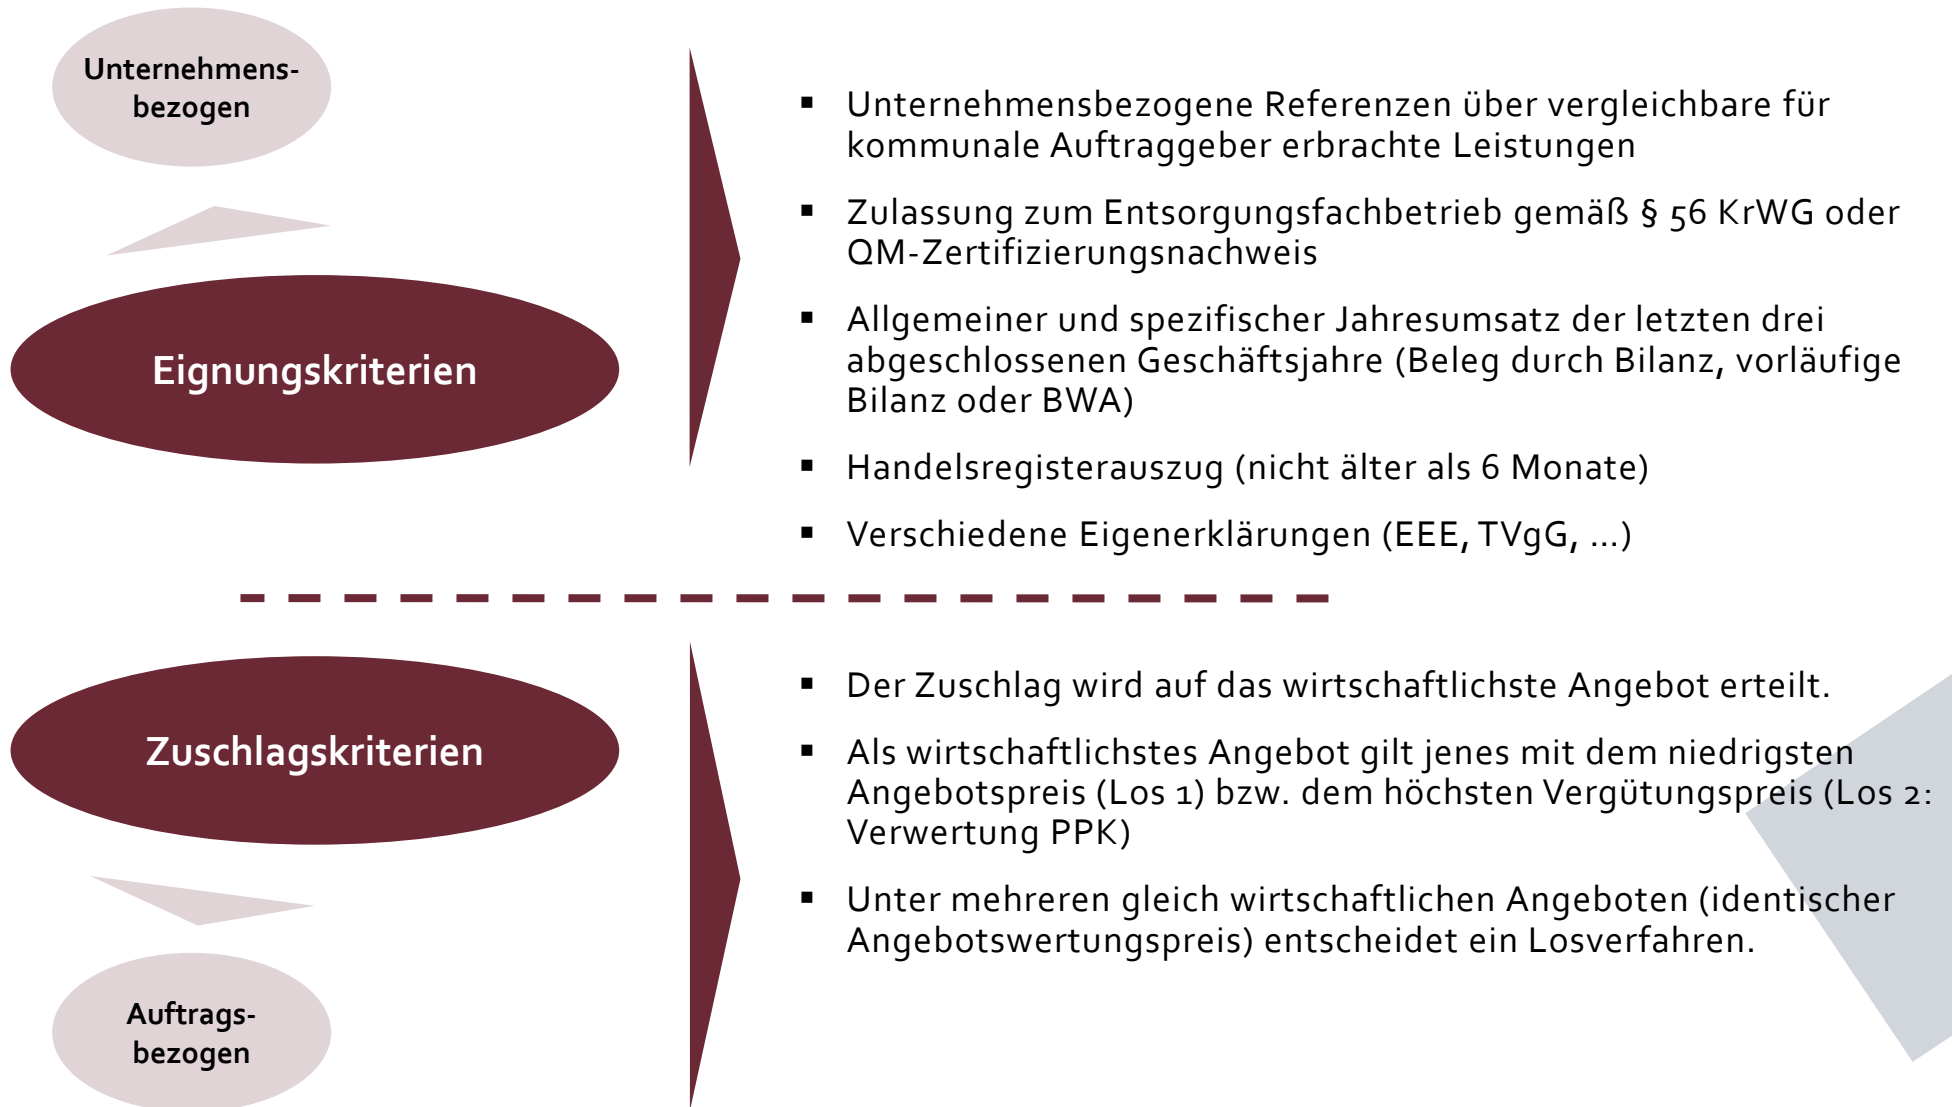 Unternehmens-
bezogen
Eignungskriterien
▪ Unternehmensbezogene Referenzen über vergleichbare für
kommunale Auftraggeber erbrachte Leistungen
▪ Zulassung zum Entsorgungsfachbetrieb gemäß § 56 KrWG oder
QM-Zertifizierungsnachweis
▪ Allgemeiner und spezifischer Jahresumsatz der letzten drei
abgeschlossenen Geschäftsjahre (Beleg durch Bilanz, vorläufige
Bilanz oder BWA)
▪ Handelsregisterauszug (nicht älter als 6 Monate)
▪ Verschiedene Eigenerklärungen (EEE, TVgG, ...)
Zuschlagskriterien
Auftrags-
bezogen
▪ Der Zuschlag wird auf das wirtschaftlichste Angebot erteilt.
▪ Als wirtschaftlichstes Angebot gilt jenes mit dem niedrigsten
Angebotspreis (Los 1) bzw. dem höchsten Vergütungspreis (Los 2:
Verwertung PPK)
▪ Unter mehreren gleich wirtschaftlichen Angeboten (identischer
Angebotswertungspreis) entscheidet ein Losverfahren.